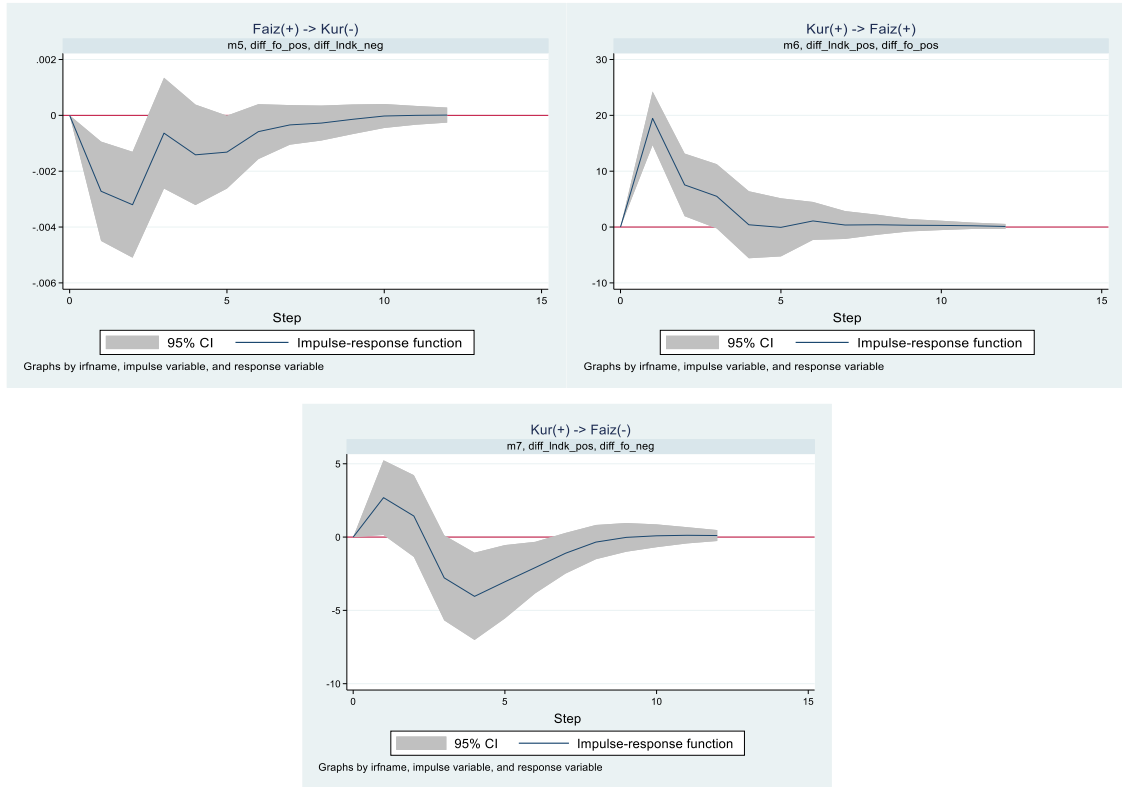 Faiz(+) -> Kur(-)
m5, diff_fo_pos, diff_lndk_neg
.002
0
-.002
-.004
-.006
0 5 10 15
Step
95% CI Impulse-response function
Graphs by irfname, impulse variable, and response variable
Kur(+) -> Faiz(+)
m6, diff_lndk_pos, diff_fo_pos
30
20
10
0
-10
0 5 10 15
Step
95% CI Impulse-response function
Graphs by irfname, impulse variable, and response variable
Kur(+) -> Faiz(-)
m7, diff_lndk_pos, diff_fo_neg
5
0
-5
-10
0 5 10 15
Step
95% CI Impulse-response function
Graphs by irfname, impulse variable, and response variable